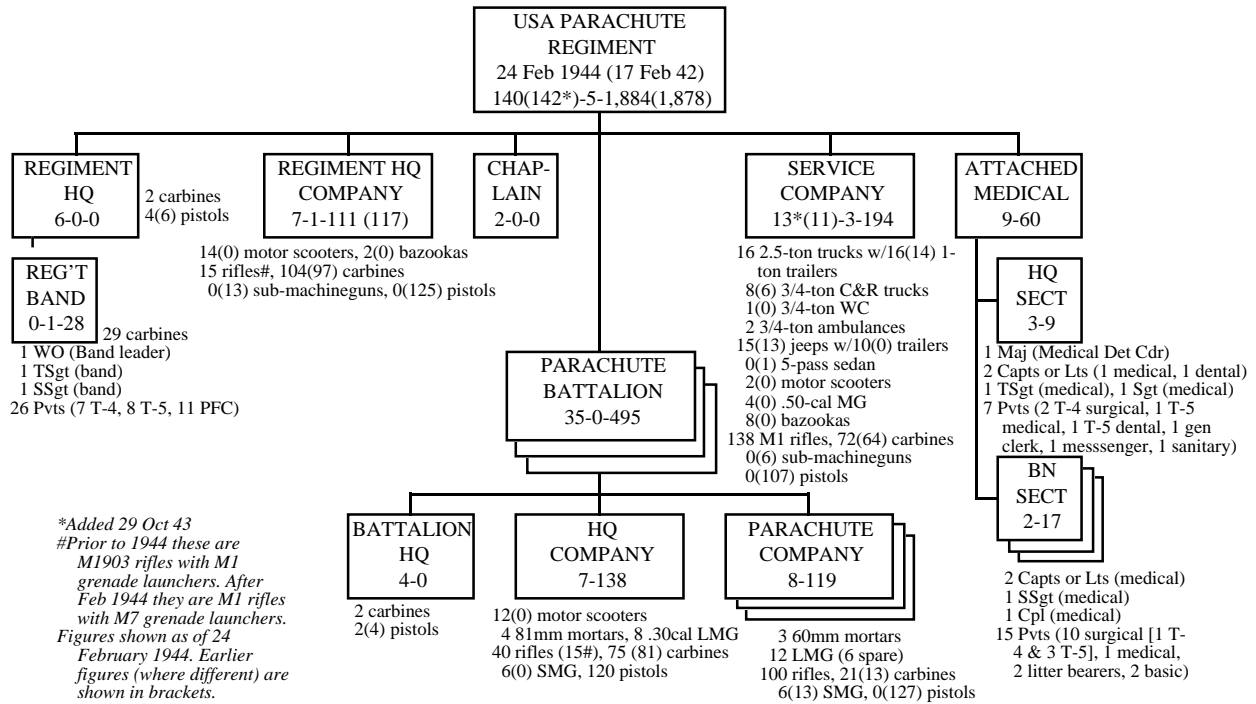 USA PARACHUTE
REGIMENT
24 Feb 1944 (17 Feb 42)
140(142*)-5-1,884(1,878)
REGIMENT
HQ
6-0-0
2 carbines
4(6) pistols
REG'T
BAND
0-1-28
29 carbines
1 WO (Band leader)
1 TSgt (band)
1 SSgt (band)
26 Pvts (7 T-4, 8 T-5, 11 PFC)
REGIMENT HQ
COMPANY
7-1-111 (117)
14(0) motor scooters, 2(0) bazookas
15 rifles#, 104(97) carbines
0(13) sub-machineguns, 0(125) pistols
CHAP-
LAIN
2-0-0
SERVICE
COMPANY
13*(11)-3-194
16 2.5-ton trucks w/16(14) 1-
ton trailers
8(6) 3/4-ton C&R trucks
1(0) 3/4-ton WC
2 3/4-ton ambulances
15(13) jeeps w/10(0) trailers
0(1) 5-pass sedan
2(0) motor scooters
4(0) .50-cal MG
8(0) bazookas
138 M1 rifles, 72(64) carbines
0(6) sub-machineguns
0(107) pistols
ATTACHED
MEDICAL
9-60
HQ
SECT
3-9
1 Maj (Medical Det Cdr)
2 Capts or Lts (1 medical, 1 dental)
1 TSgt (medical), 1 Sgt (medical)
7 Pvts (2 T-4 surgical, 1 T-5
medical, 1 T-5 dental, 1 gen
clerk, 1 messsenger, 1 sanitary)
BN
SECT
2-17
2 Capts or Lts (medical)
1 SSgt (medical)
1 Cpl (medical)
15 Pvts (10 surgical [1 T-
4 & 3 T-5], 1 medical,
2 litter bearers, 2 basic)
PARACHUTE
BATTALION
35-0-495
BATTALION
HQ
4-0
2 carbines
2(4) pistols
HQ
COMPANY
7-138
12(0) motor scooters
4 81mm mortars, 8 .30cal LMG
40 rifles (15#), 75 (81) carbines
6(0) SMG, 120 pistols
PARACHUTE
COMPANY
8-119
3 60mm mortars
12 LMG (6 spare)
100 rifles, 21(13) carbines
6(13) SMG, 0(127) pistols
*Added 29 Oct 43
#Prior to 1944 these are
M1903 rifles with M1
grenade launchers. After
Feb 1944 they are M1 rifles
with M7 grenade launchers.
Figures shown as of 24
February 1944. Earlier
figures (where different) are
shown in brackets.